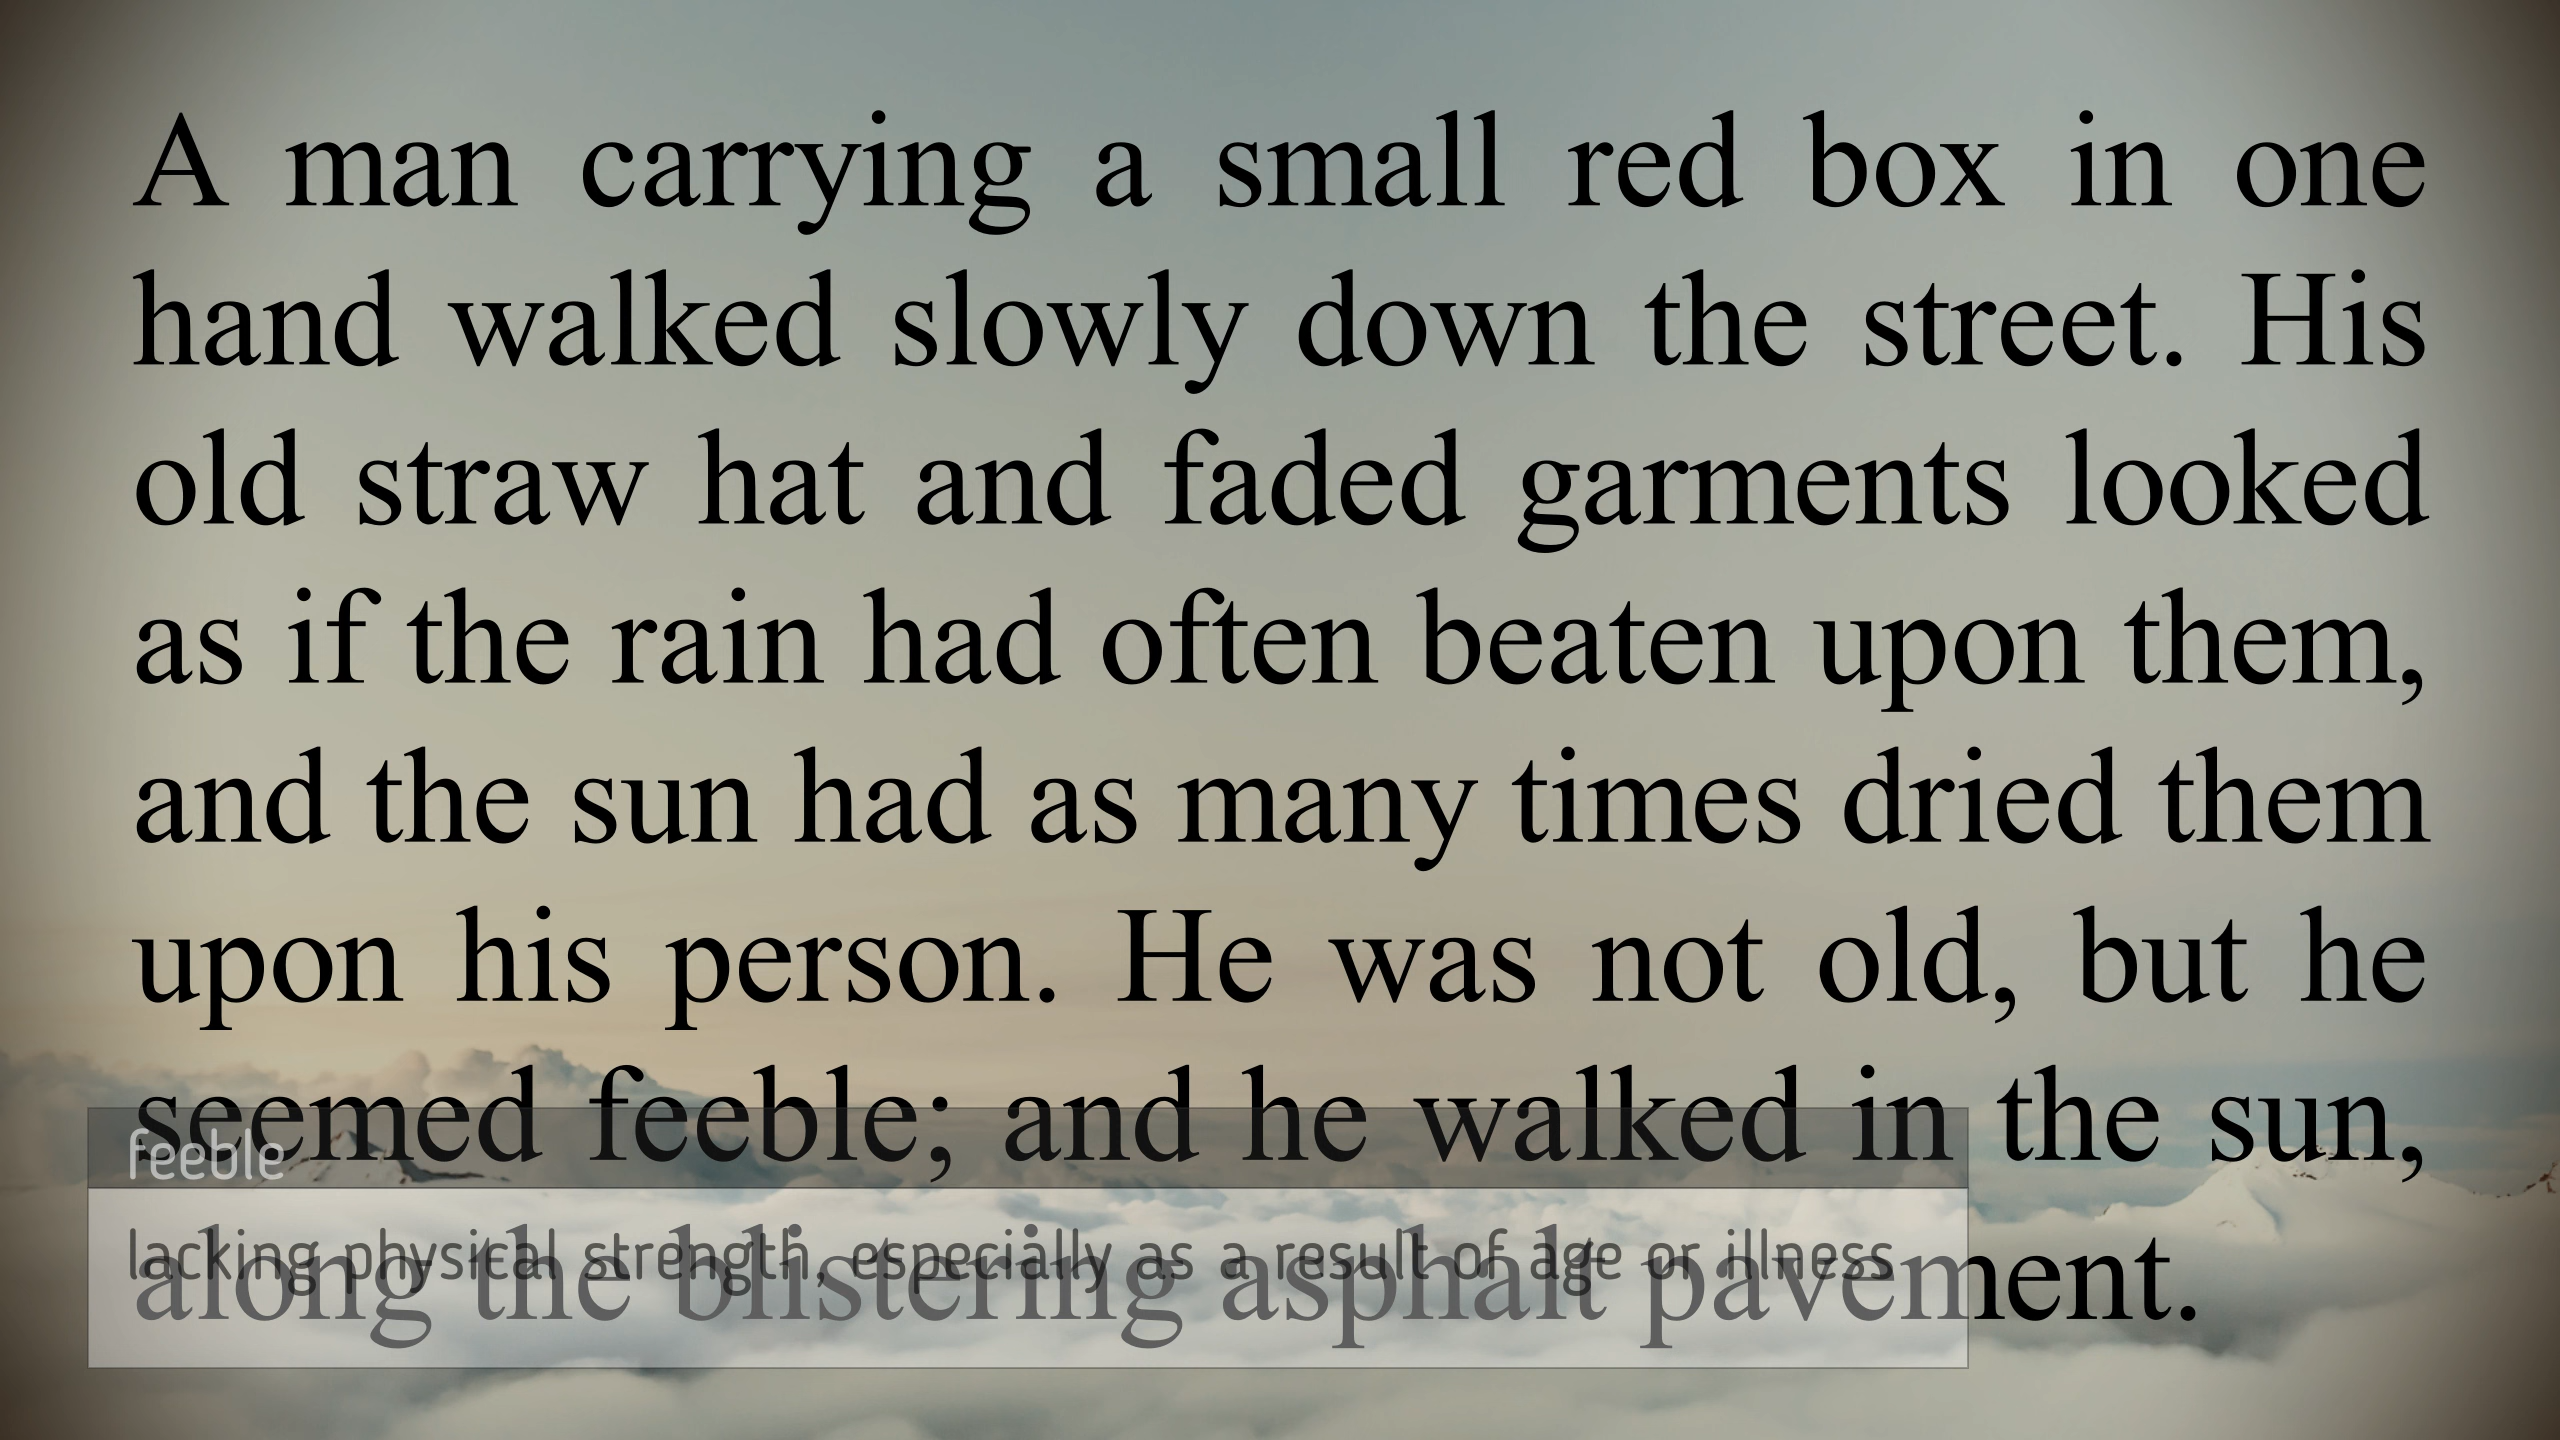 A man carrying a small red box in one
hand walked slowly down the street. His
old straw hat and faded garments looked
as if the rain had often beaten upon them,
and the sun had as many times dried them
upon his person. He was not old, but he
seemed feeble; and he walked in the sun,
along the blistering asphalt pavement.
feeble
lacking physical strength, especially as a result of age or illness